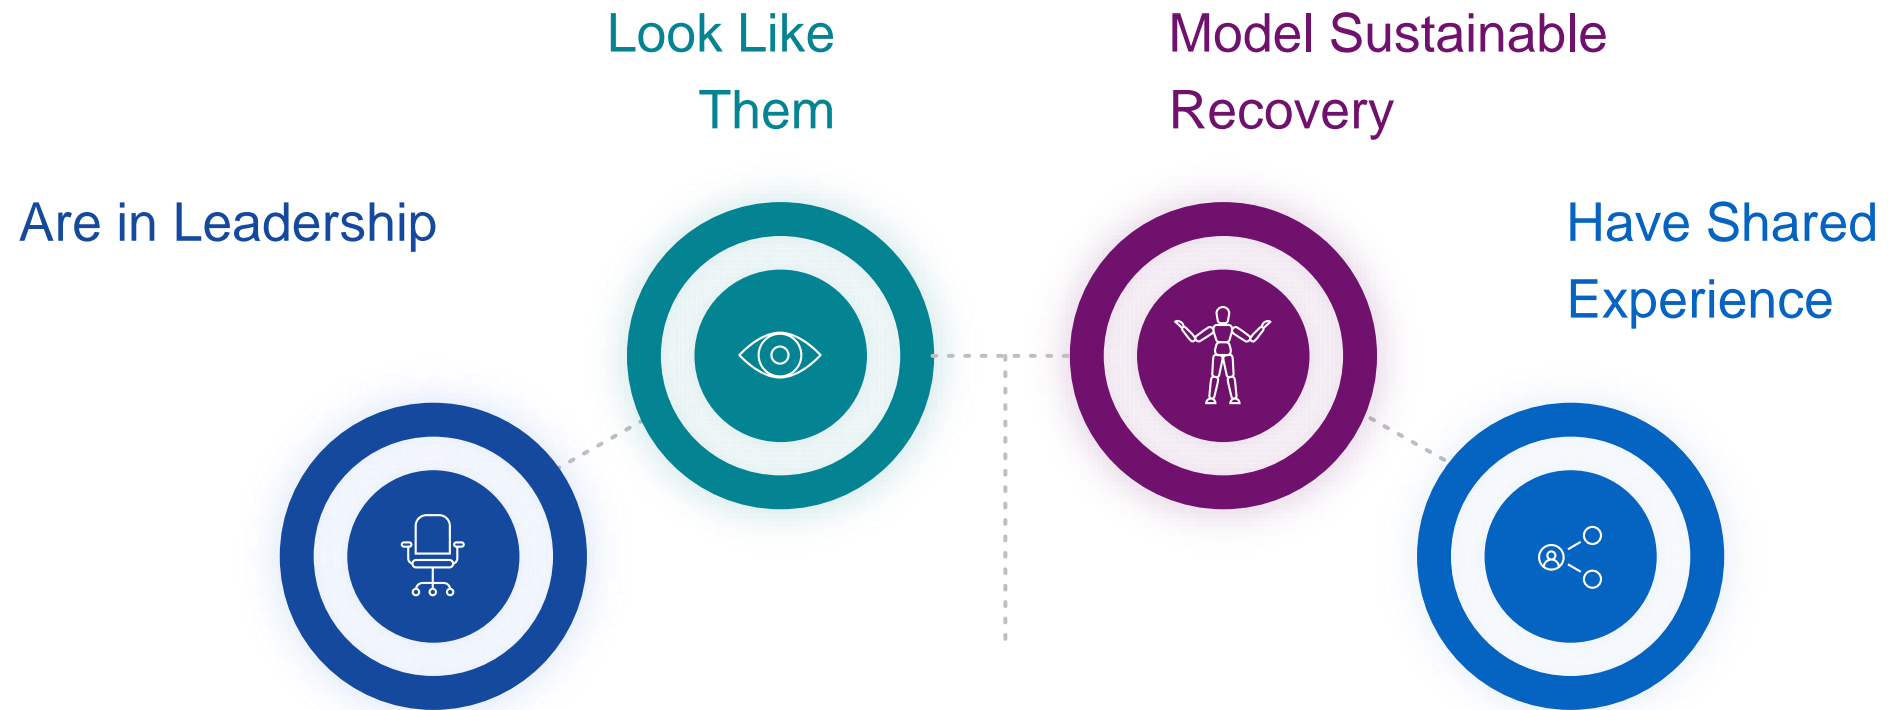 Are in Leadership
Look Like
Them
Model Sustainable
Recovery
Have Shared
Experience